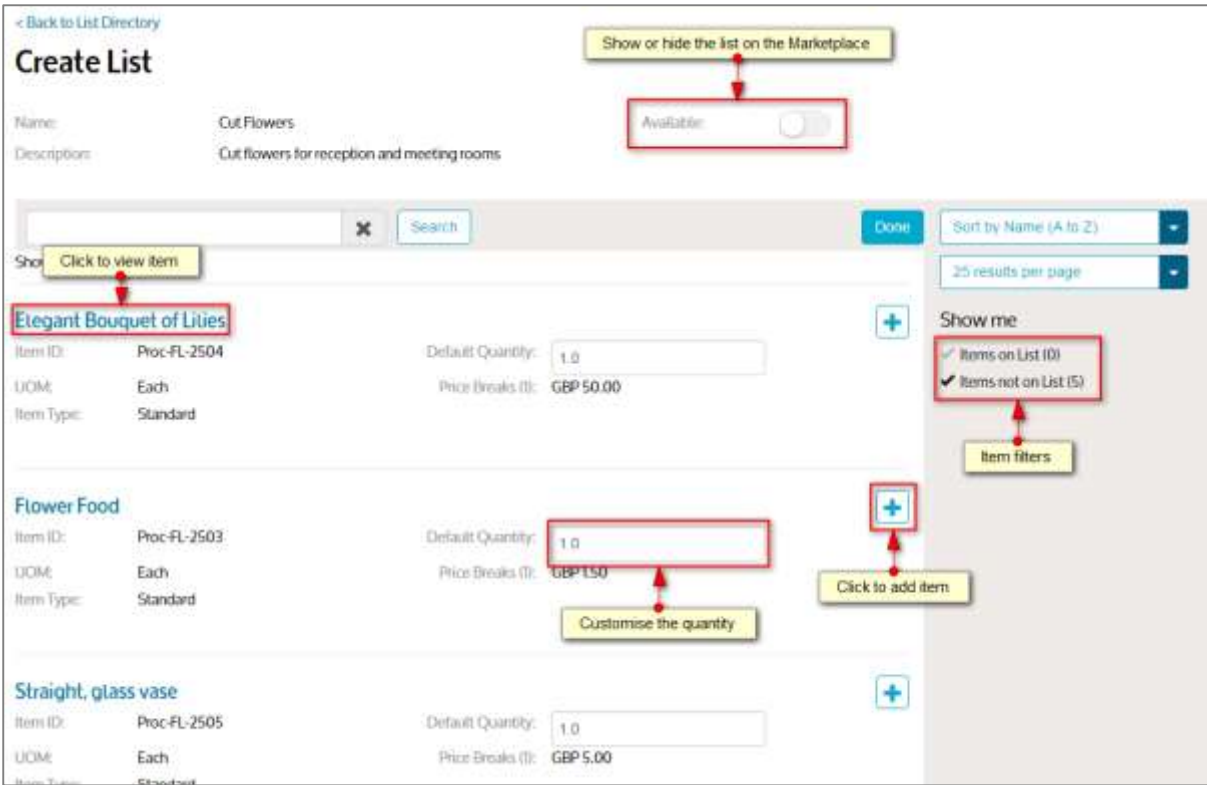 < Back to List Directory
Show or hide the list on the Marketplace
Create List
Name: Cut Flowers Available:
Description: Cut flowers for reception and meeting rooms
Search Done Sort by Name (A to Z)
Click to view item
25 results per page
Elegant Bouquet of Lilies Show me
Item ID: Proc-FL-2504 Default Quantity: 1.0 Items on List (0)
UOM: Each Price Breaks (1): GBP 50.00 Items not on List (5)
Item Type: Standard
Item filters
Flower Food
Item ID: Proc-FL-2503 Default Quantity: 1.0
UOM: Each Price Breaks (1): GBP 1.50 Click to add item
Item Type: Standard
Customise the quantity
Straight, glass vase
Item ID: Proc-FL-2505 Default Quantity: 1.0
UOM: Each Price Breaks (1): GBP 5.00
Item Type: Standard